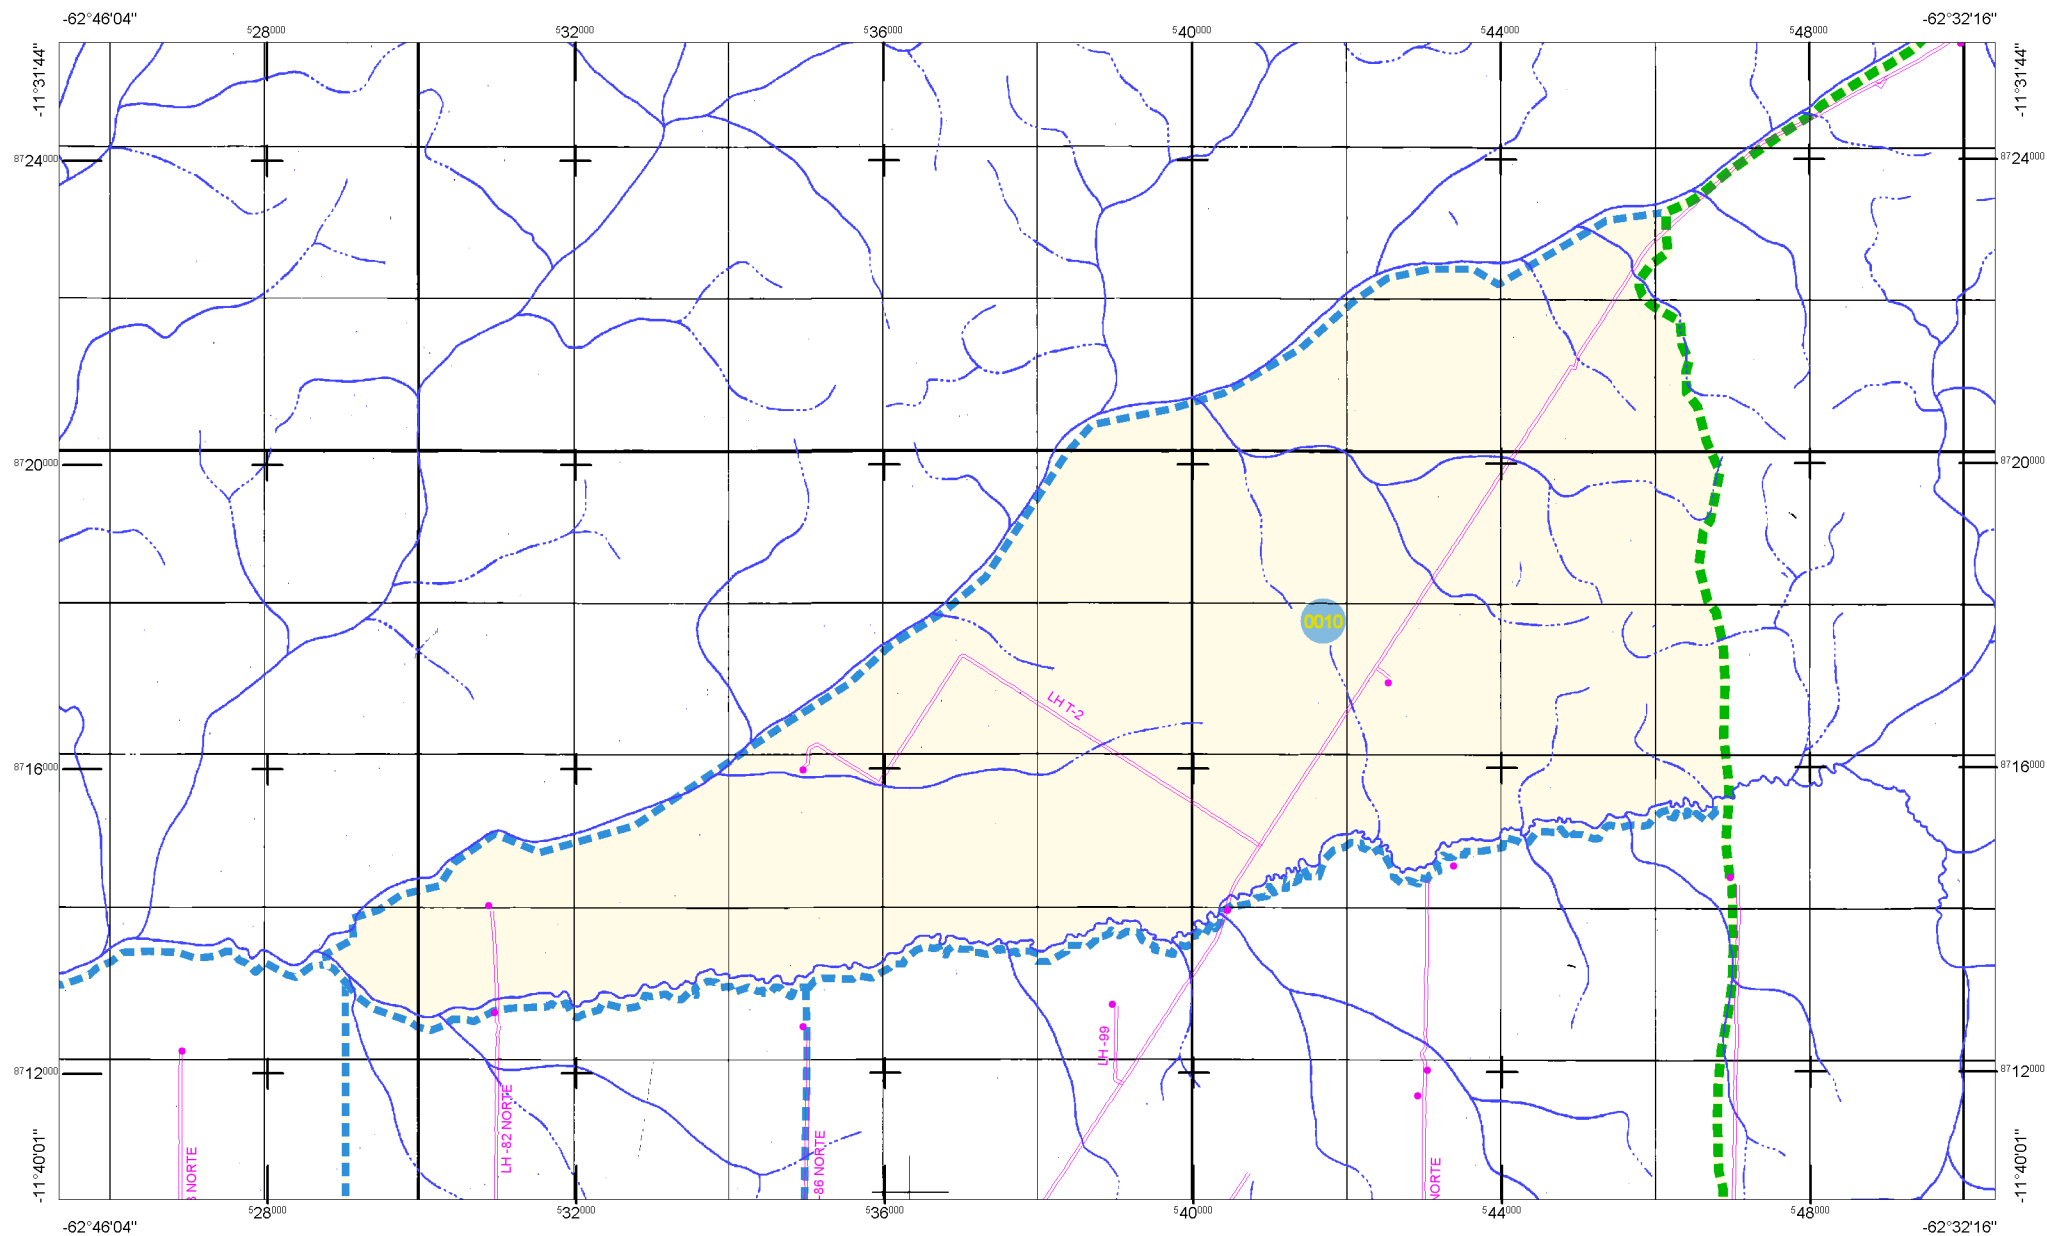 -62°46'04" -62°32'16"
528000 532000 536000 540000 544000 548000
-11°31'44" -11°31'44"
8724000 8724000
8720000 8720000
0010
LH T-2
8716000 8716000
LH -99
8712000 8712000
LH -82 NORTE
-86 NORTE
NORTE
NORTE
-11°40'01" -11°40'01"
528000 532000 536000 540000 544000 548000
-62°46'04" -62°32'16"